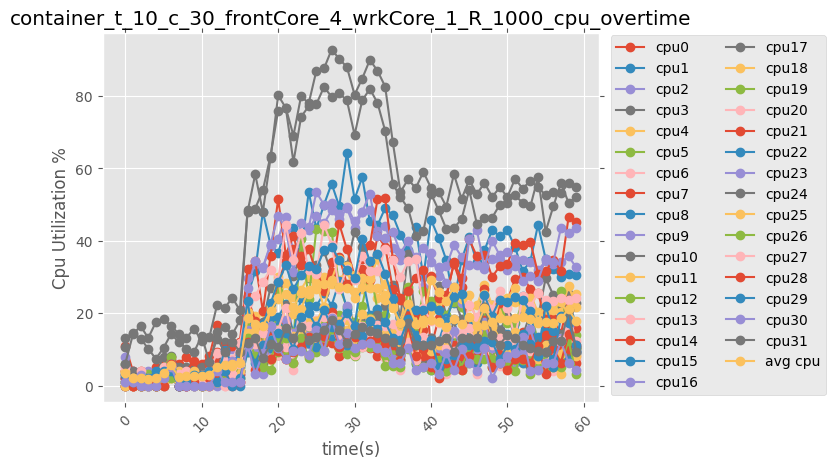 container_t_10_c_30_frontCore_4_wrkCore_1_R_1000_cpu_overtime
Cpu Utilization %
80
60
40
20
0
0
10
20
30
40
50
60
time(s)
cpu0
cpu1
cpu2
cpu3
cpu4
cpu5
cpu6
cpu7
cpu8
cpu9
cpu10
cpu11
cpu12
cpu13
cpu14
cpu15
cpu16
cpu17
cpu18
cpu19
cpu20
cpu21
cpu22
cpu23
cpu24
cpu25
cpu26
cpu27
cpu28
cpu29
cpu30
cpu31
avg cpu